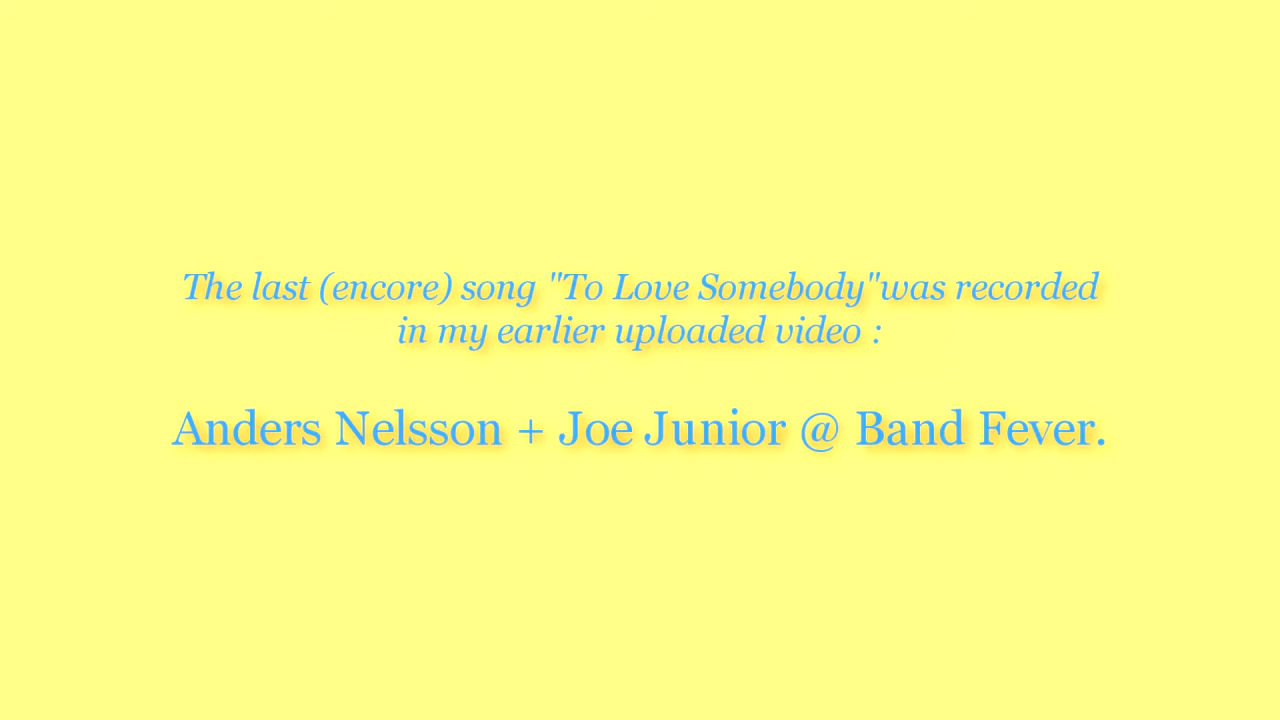 The last (encore) song "To Love Somebody"was recorded
in my earlier uploaded video :
Anders Nelsson + Joe Junior @ Band Fever.